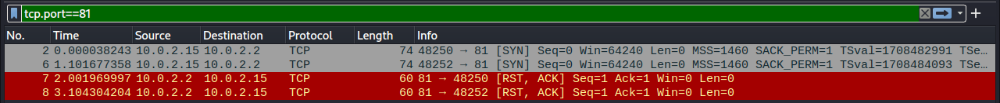 tcp.port==81
No. Time Source Destination Protocol Length Info
2 0.000038243 10.0.2.15 10.0.2.2 TCP 74 48250 → 81 [SYN] Seq=0 Win=64240 Len=0 MSS=1460 SACK_PERM=1 TSval=1708482991 TSe…
6 1.101677358 10.0.2.15 10.0.2.2 TCP 74 48252 → 81 [SYN] Seq=0 Win=64240 Len=0 MSS=1460 SACK_PERM=1 TSval=1708484093 TSe…
7 2.001969997 10.0.2.2 10.0.2.15 TCP 60 81 → 48250 [RST, ACK] Seq=1 Ack=1 Win=0 Len=0
8 3.104304204 10.0.2.2 10.0.2.15 TCP 60 81 → 48252 [RST, ACK] Seq=1 Ack=1 Win=0 Len=0